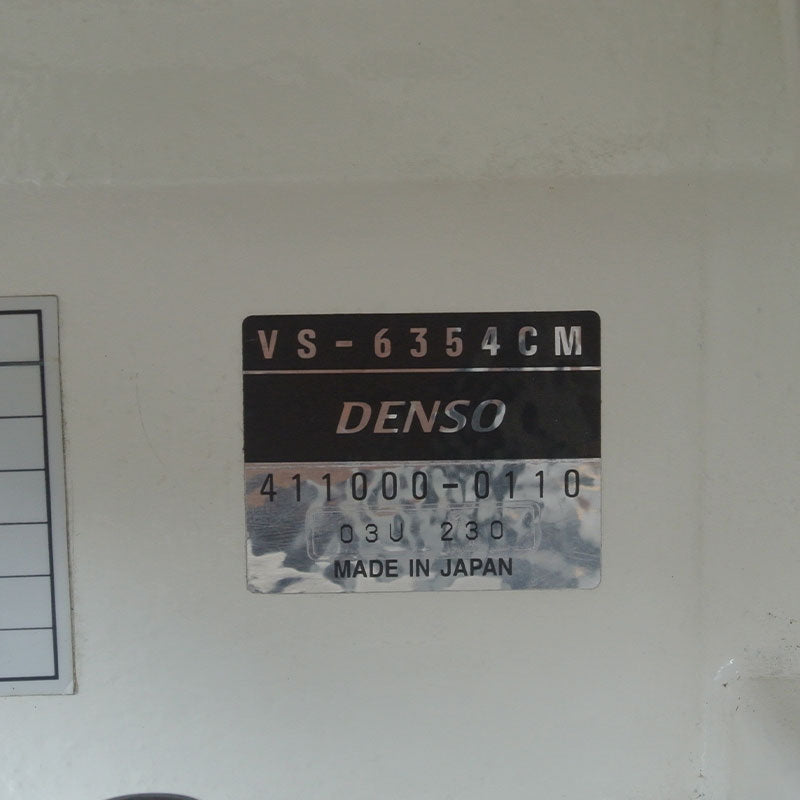 VS-6354CM
DENSO
411000-0110
03U 230
MADE IN JAPAN